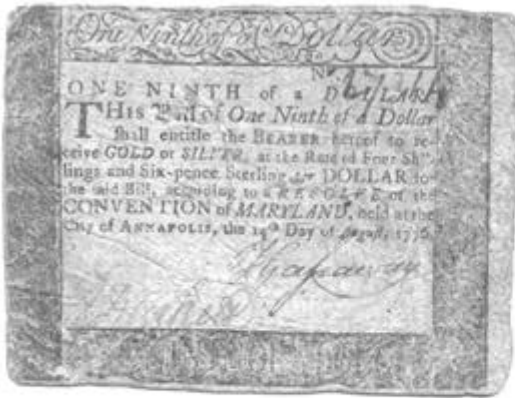 One Ninth of a Dollar
No
ONE NINTH of a DOLLAR
THIS Bill of One Ninth of a Dollar
shall entitle the BEARER hereof to re-
ceive GOLD or SILVER, at the Rate of Four Shil-
lings and Six-pence Sterling per DOLLAR for
the said Bill, according to a RESOLVE of the
CONVENTION of MARYLAND, held at the
City of ANNAPOLIS, the 14th Day of August, 1776.